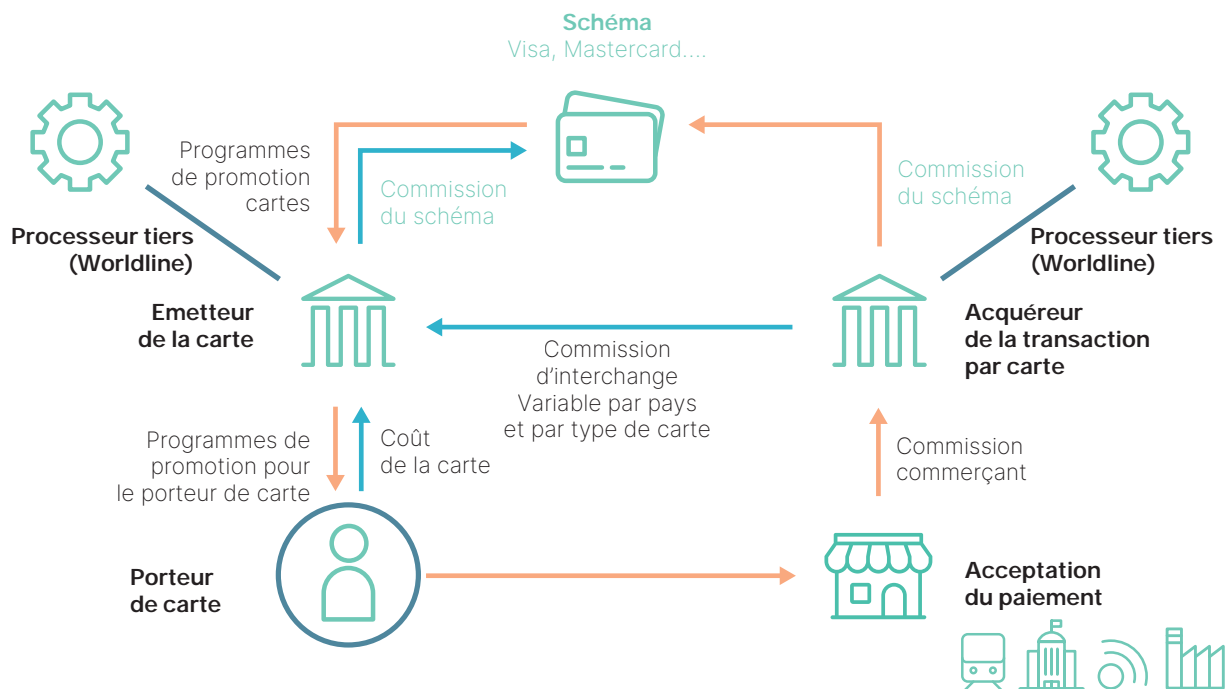 Schéma
Visa, Mastercard....
Programmes
de promotion
cartes
Commission
du schéma
Commission
du schéma
Processeur tiers
(Worldline)
Processeur tiers
(Worldline)
Emetteur
de la carte
Acquéreur
de la transaction
par carte
Commission
d’interchange
Variable par pays
et par type de carte
Programmes de
promotion pour
le porteur de carte
Coût
de la carte
Commission
commerçant
Porteur
de carte
Acceptation
du paiement